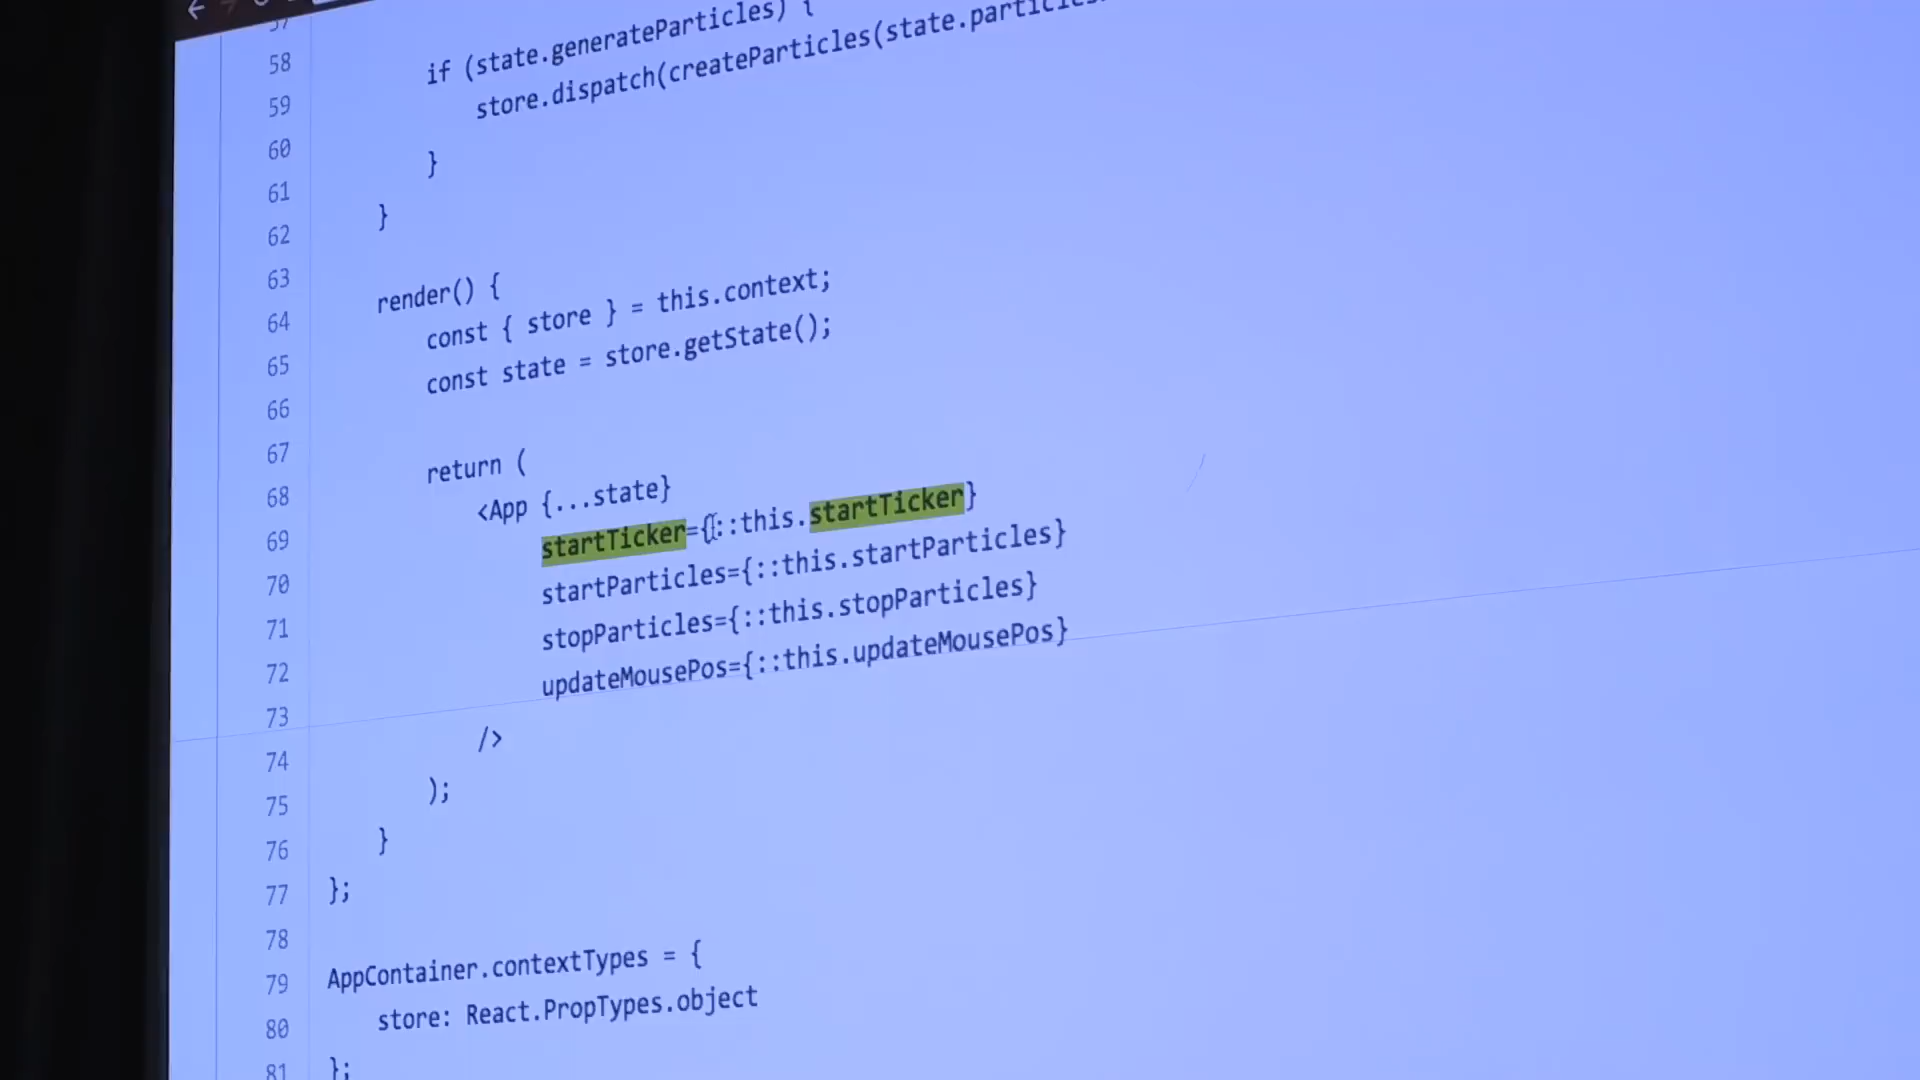 57
58 if (state.generateParticles) {
59 store.dispatch(createParticles(state.particles
60 }
61 }
62
63 render() {
64 const { store } = this.context;
65 const state = store.getState();
66
67 return (
68 <App {...state}
69 startTicker={::this.startTicker}
70 startParticles={::this.startParticles}
71 stopParticles={::this.stopParticles}
72 updateMousePos={::this.updateMousePos}
73 />
74 );
75 }
76 };
77
78 AppContainer.contextTypes = {
79 store: React.PropTypes.object
80 };
81